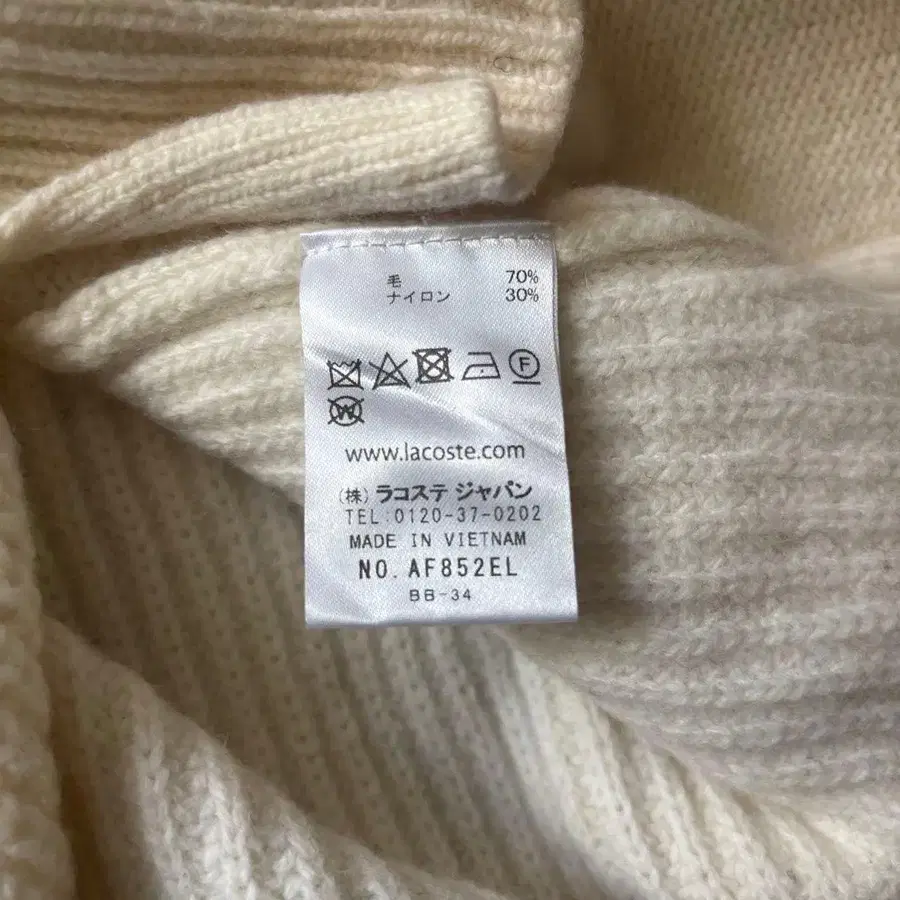 毛 70%
ナイロン 30%
F
W
www.lacoste.com
(株) ラコステ ジャパン
TEL:0120-37-0202
MADE IN VIETNAM
NO. AF852EL
BB-34